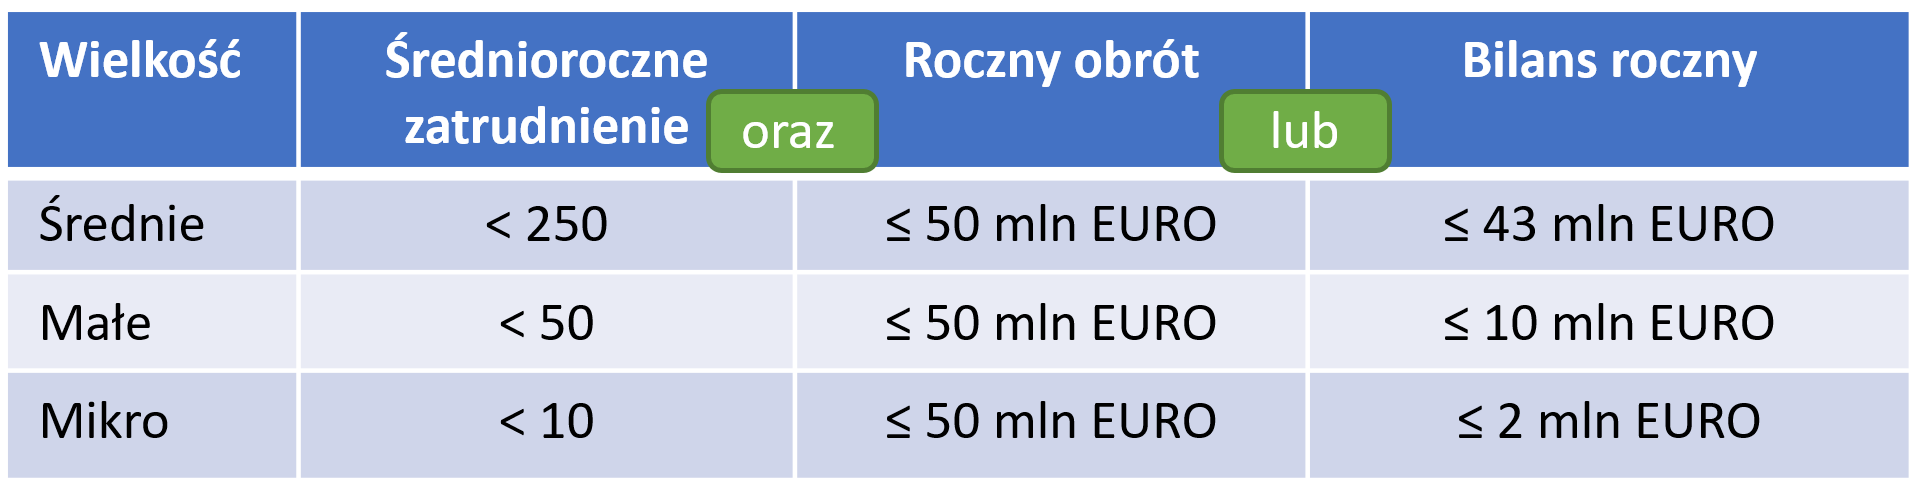 Wielkość
Średnioroczne
zatrudnienie
oraz
Roczny obrót
lub
Bilans roczny
Średnie
< 250
≤ 50 mln EURO
≤ 43 mln EURO
Małe
< 50
≤ 50 mln EURO
≤ 10 mln EURO
Mikro
< 10
≤ 50 mln EURO
≤ 2 mln EURO